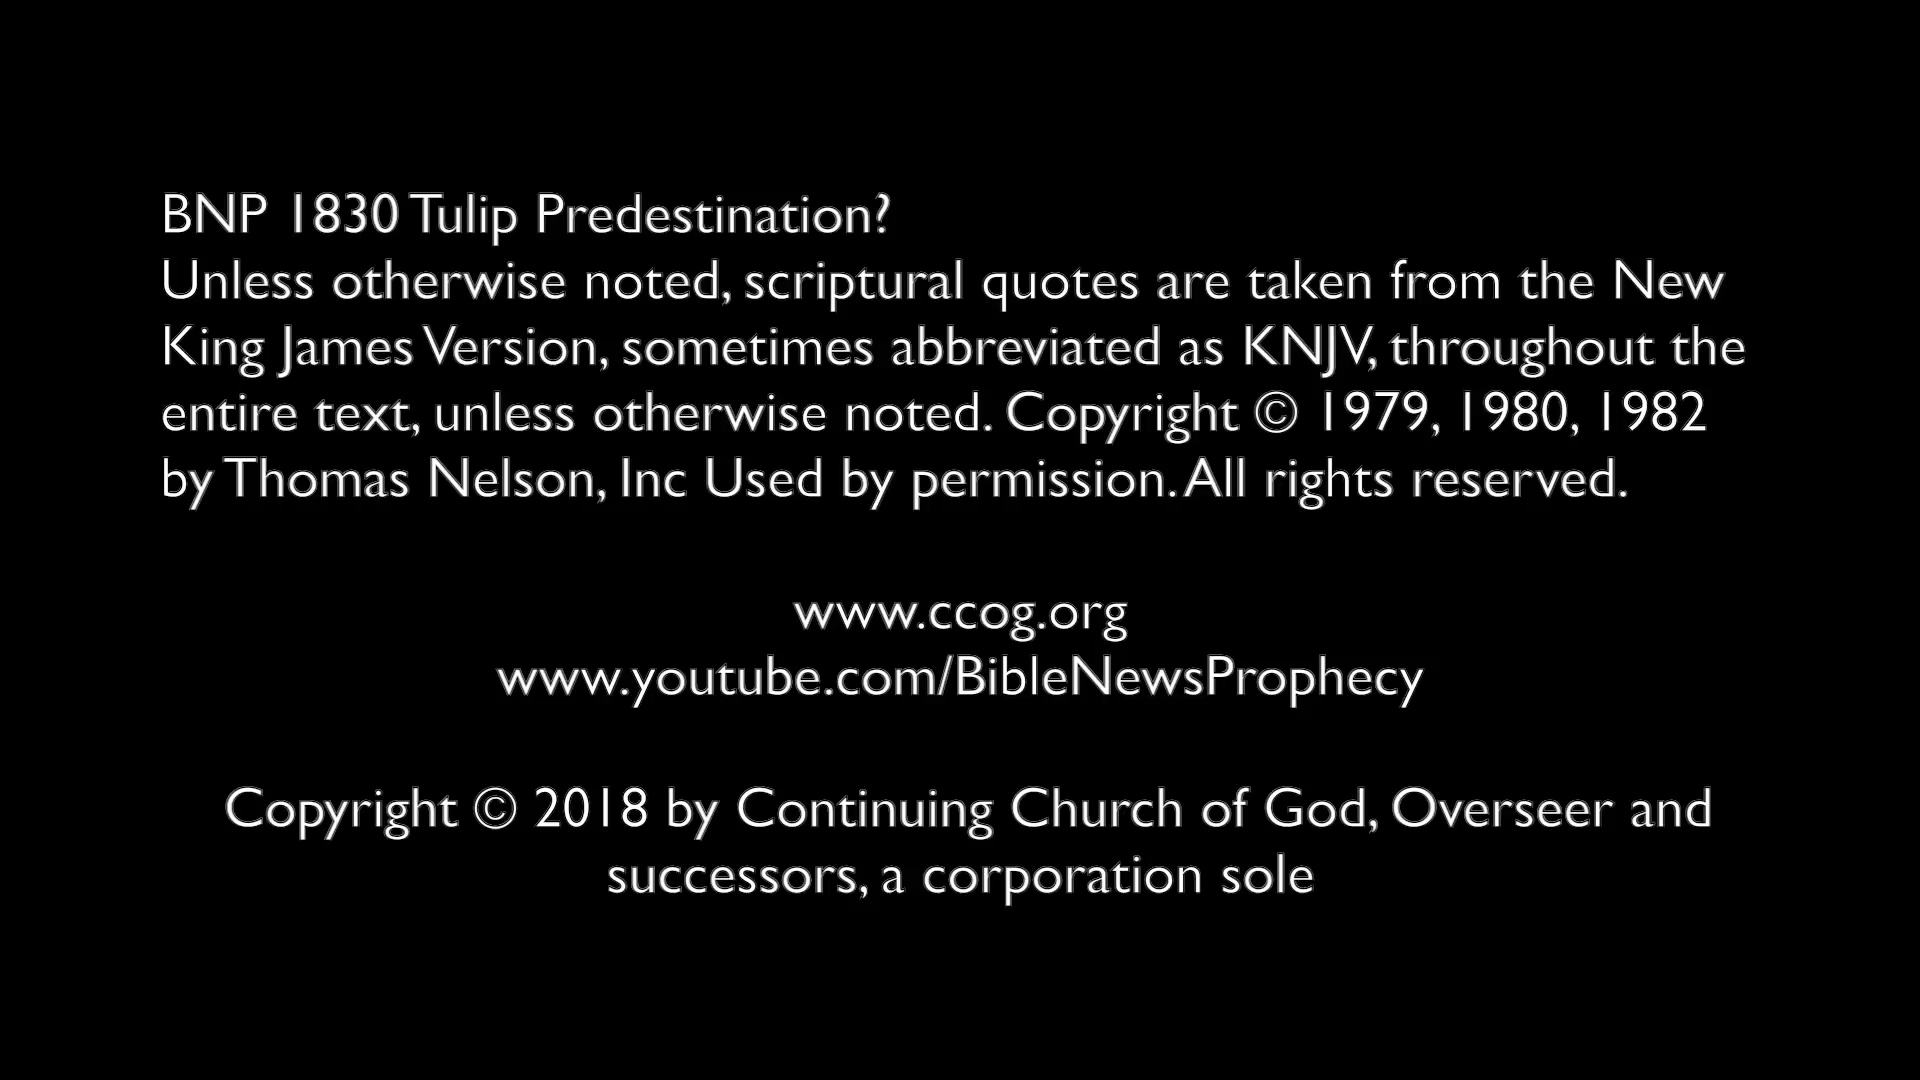 BNP 1830 Tulip Predestination?
Unless otherwise noted, scriptural quotes are taken from the New
King James Version, sometimes abbreviated as KNJV, throughout the
entire text, unless otherwise noted. Copyright © 1979, 1980, 1982
by Thomas Nelson, Inc Used by permission. All rights reserved.
www.ccog.org
www.youtube.com/BibleNewsProphecy
Copyright © 2018 by Continuing Church of God, Overseer and
successors, a corporation sole